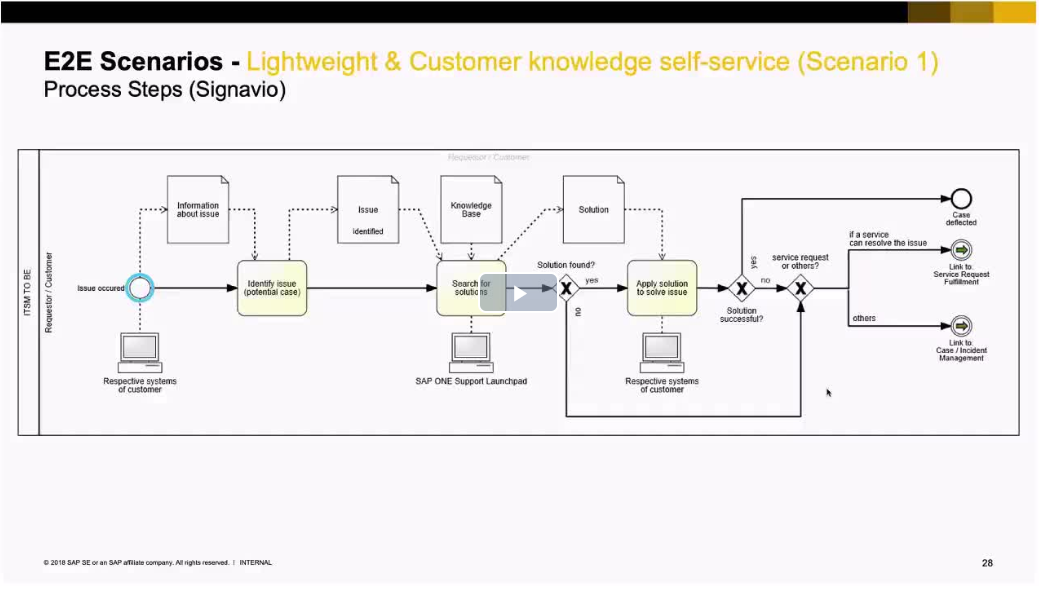 E2E Scenarios - Lightweight & Customer knowledge self-service (Scenario 1)
Process Steps (Signavio)
Requestor / Customer
ITSM TO BE
Requestor / Customer
Information
about issue
Issue
identified
Knowledge
Base
Solution
Case
deflected
if a service
can resolve the issue
Issue occured
Identify issue
(potential case)
Search for
solutions
Solution found?
yes
no
Apply solution
to solve issue
yes
no
Solution
successful?
service request
or others?
Link to:
Service Request
Fulfillment
others
Link to:
Case / Incident
Management
Respective systems
of customer
SAP ONE Support Launchpad
Respective systems
of customer
© 2018 SAP SE or an SAP affiliate company. All rights reserved. | INTERNAL
28